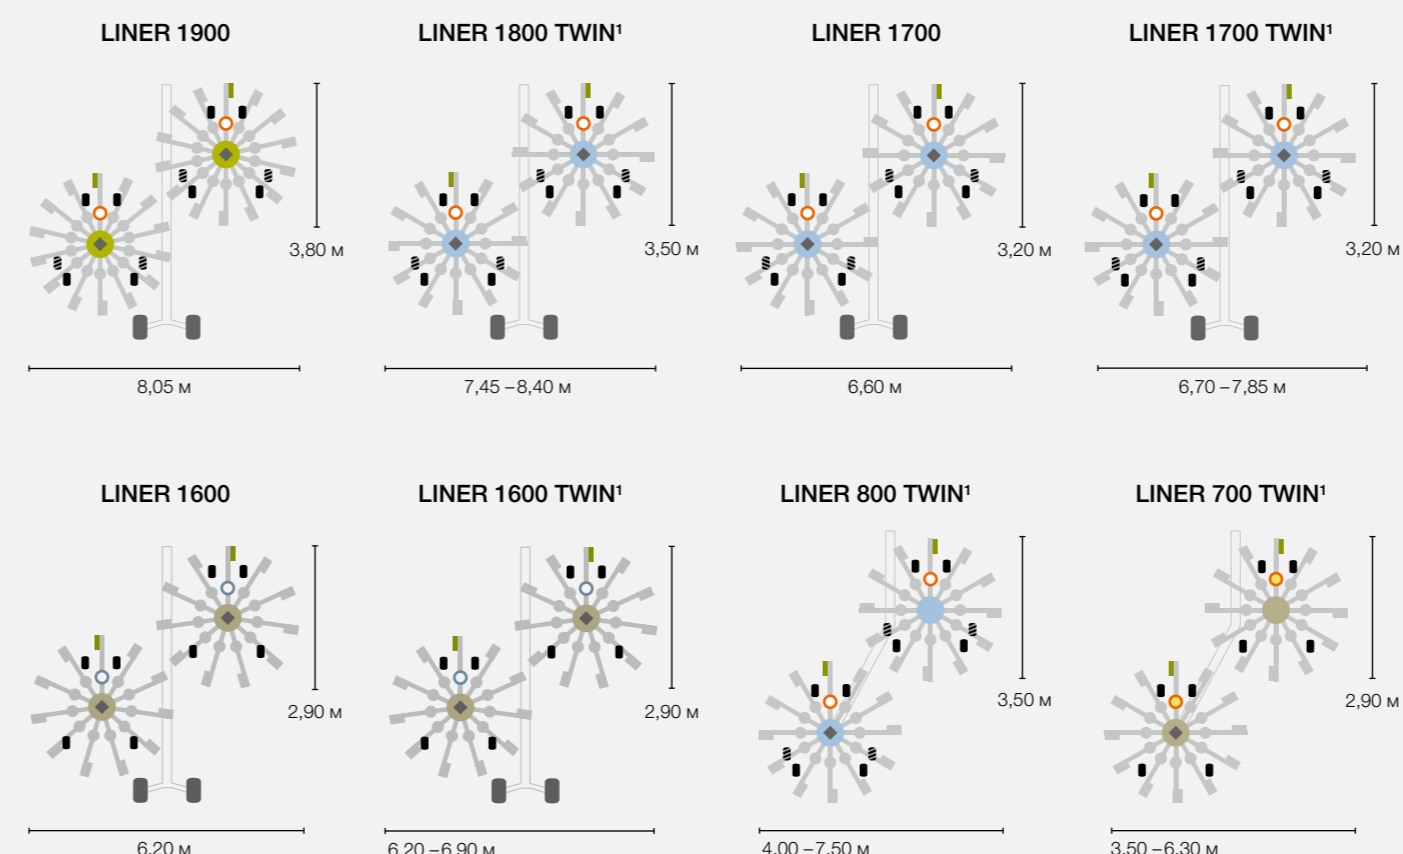 LINER 1900
LINER 1800 TWIN¹
LINER 1700
LINER 1700 TWIN¹
3,80 м
3,50 м
3,20 м
3,20 м
8,05 м
7,45 – 8,40 м
6,60 м
6,70 – 7,85 м
LINER 1600
LINER 1600 TWIN¹
LINER 800 TWIN¹
LINER 700 TWIN¹
2,90 м
2,90 м
3,50 м
2,90 м
6,20 м
6,20 – 6,90 м
4,00 – 7,50 м
3,50 – 6,30 м